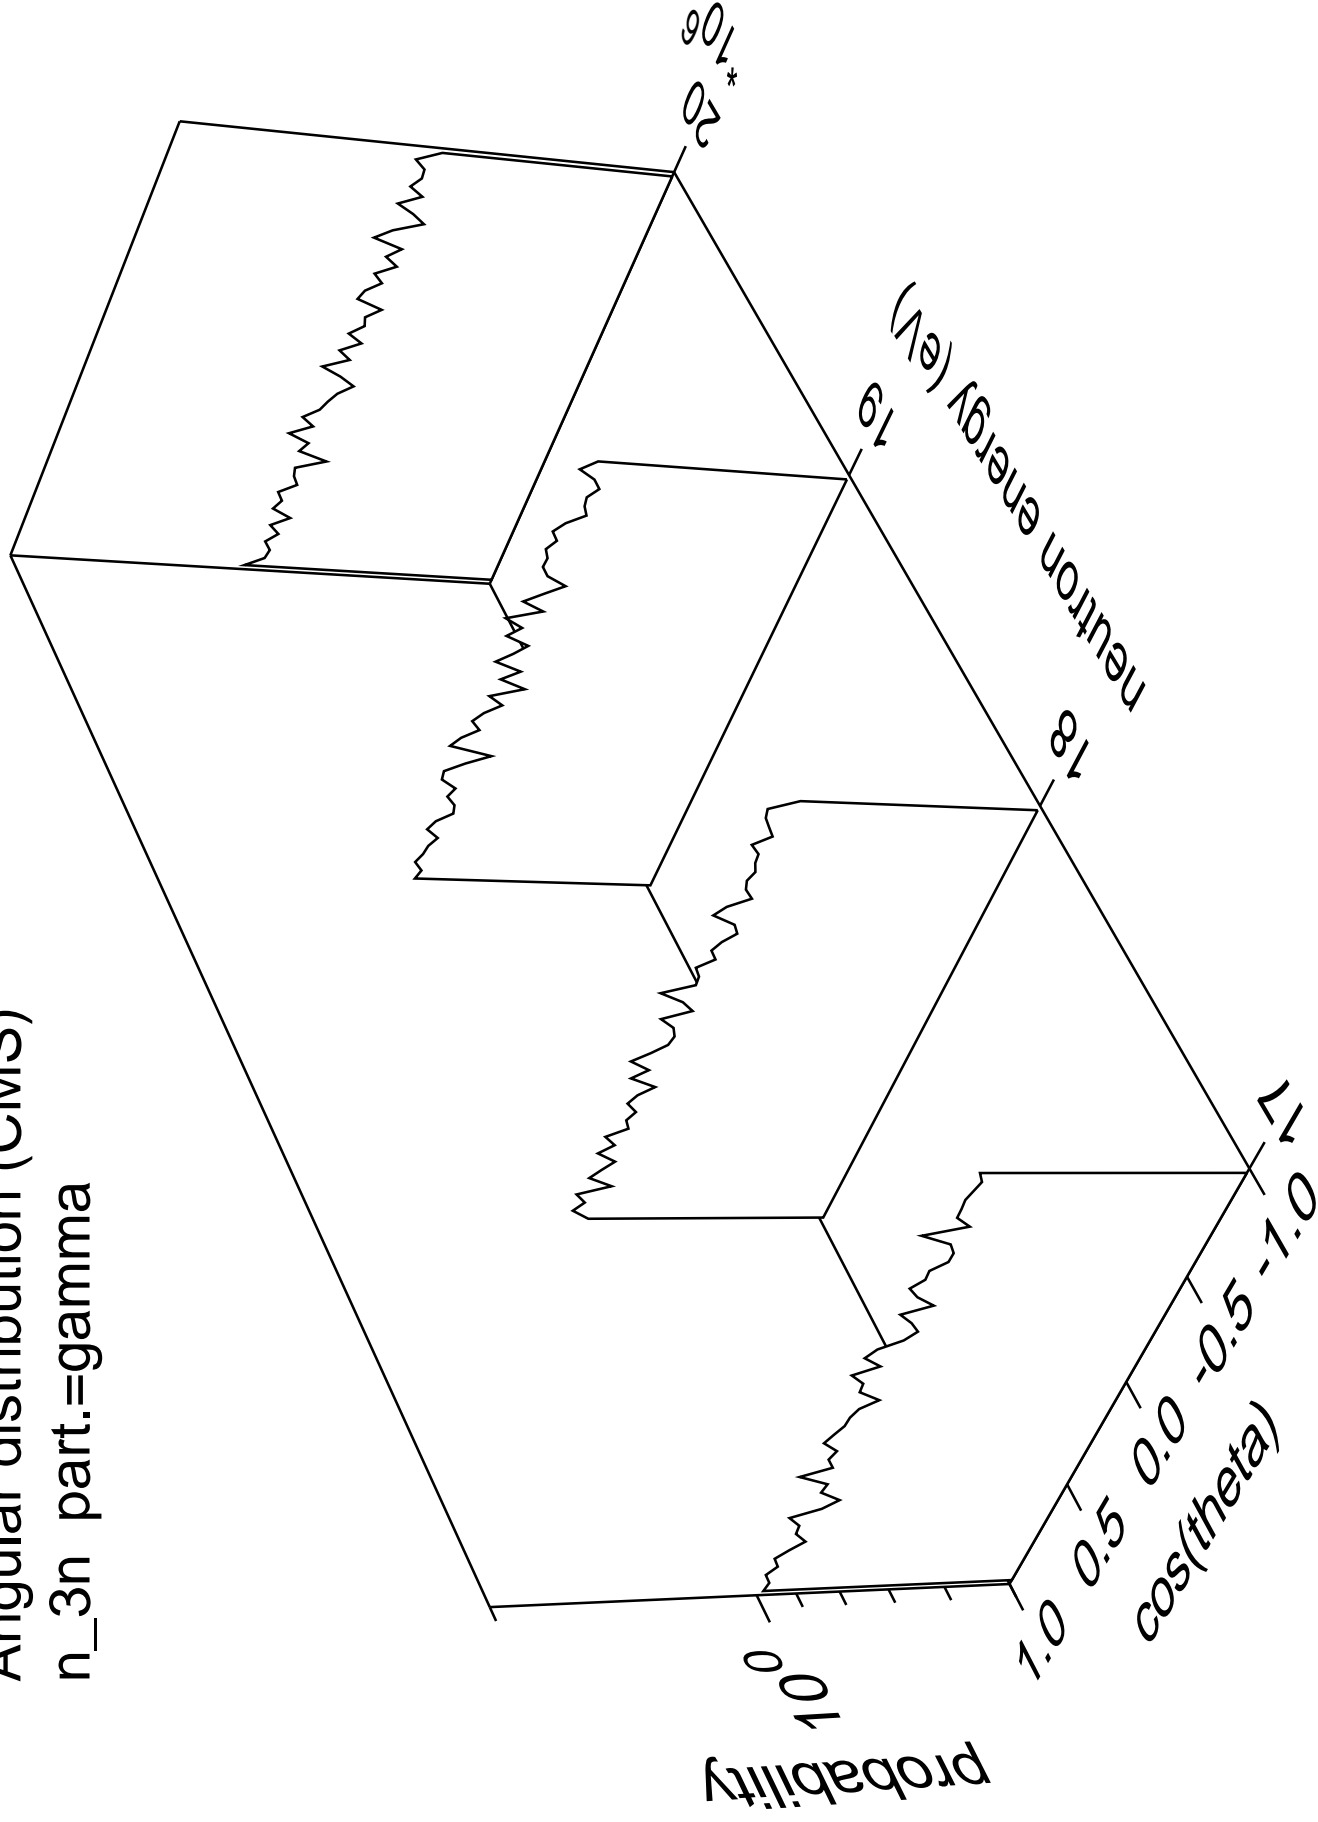 Angular distribution (CMS)
n_3n part.=gamma
probability
10^0
1.0 0.5 0.0 -0.5 -1.0
cos(theta)
17 18 19 20 *10^6
neutron energy (eV)